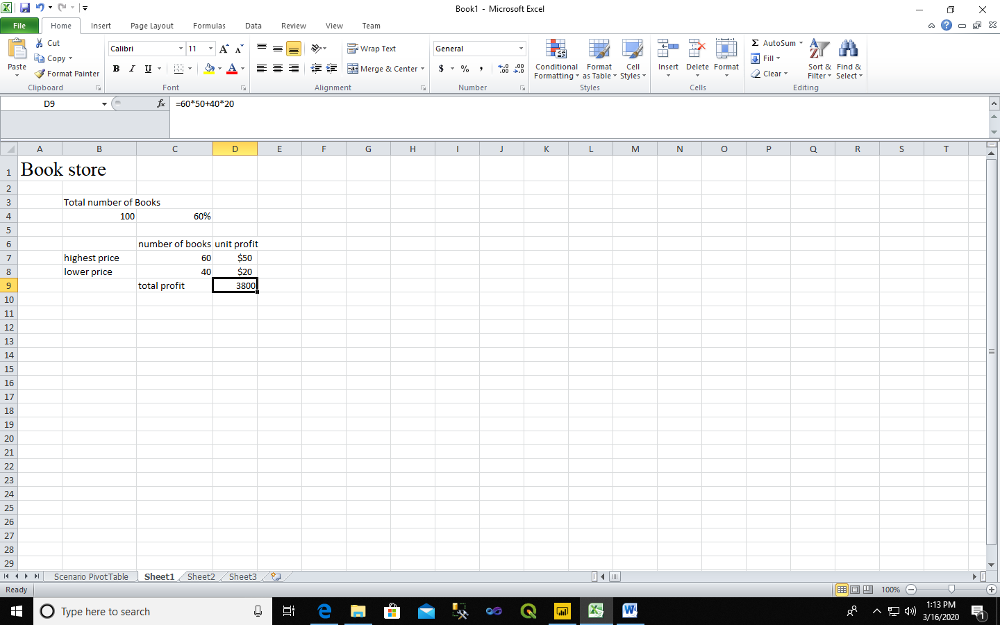 Book1 - Microsoft Excel
File Home Insert Page Layout Formulas Data Review View Team
Cut
Copy
Format Painter
Paste
Clipboard
Calibri 11
B I U
Font
Wrap Text
Merge & Center
Alignment
General
$ % ,
Number
Conditional Formatting
Format as Table
Cell Styles
Styles
Insert Delete Format
Cells
Σ AutoSum
Fill
Clear
Sort & Filter
Find & Select
Editing
D9 fx =60*50+40*20
A B C D E F G H I J K L M N O P Q R S T
1 Book store
2
3 Total number of Books
4 100 60%
5
6 number of books unit profit
7 highest price 60 $50
8 lower price 40 $20
9 total profit 3800
10
11
12
13
14
15
16
17
18
19
20
21
22
23
24
25
26
27
28
29
Scenario PivotTable Sheet1 Sheet2 Sheet3
Ready 100%
Type here to search
1:13 PM
3/16/2020
1